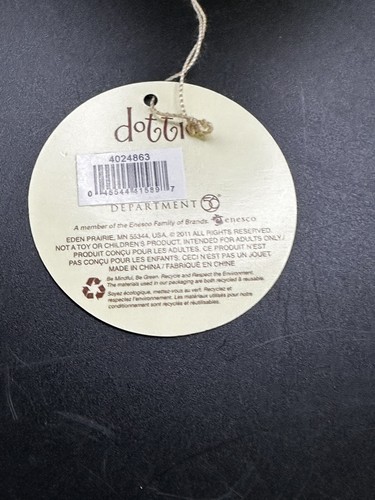 dotti
4024863
0 45544 41589 7
DEPARTMENT 56
A member of the Enesco Family of Brands. enesco
EDEN PRAIRIE, MN 55344, USA. © 2011 ALL RIGHTS RESERVED.
NOT A TOY OR CHILDREN'S PRODUCT. INTENDED FOR ADULTS ONLY./
PRODUIT CONÇU POUR LES ADULTES. CE PRODUIT N'EST
PAS CONÇU POUR LES ENFANTS. CECI N'EST PAS UN JOUET.
MADE IN CHINA / FABRIQUÉ EN CHINE
Be Mindful, Be Green. Recycle and Respect the Environment.
The materials used in our packaging are both recycled & reusable.
Soyez écologique, mettez-vous au vert. Recyclez et
respectez l'environnement. Les matériaux utilisés pour notre
conditionnement sont recyclés et réutilisables.